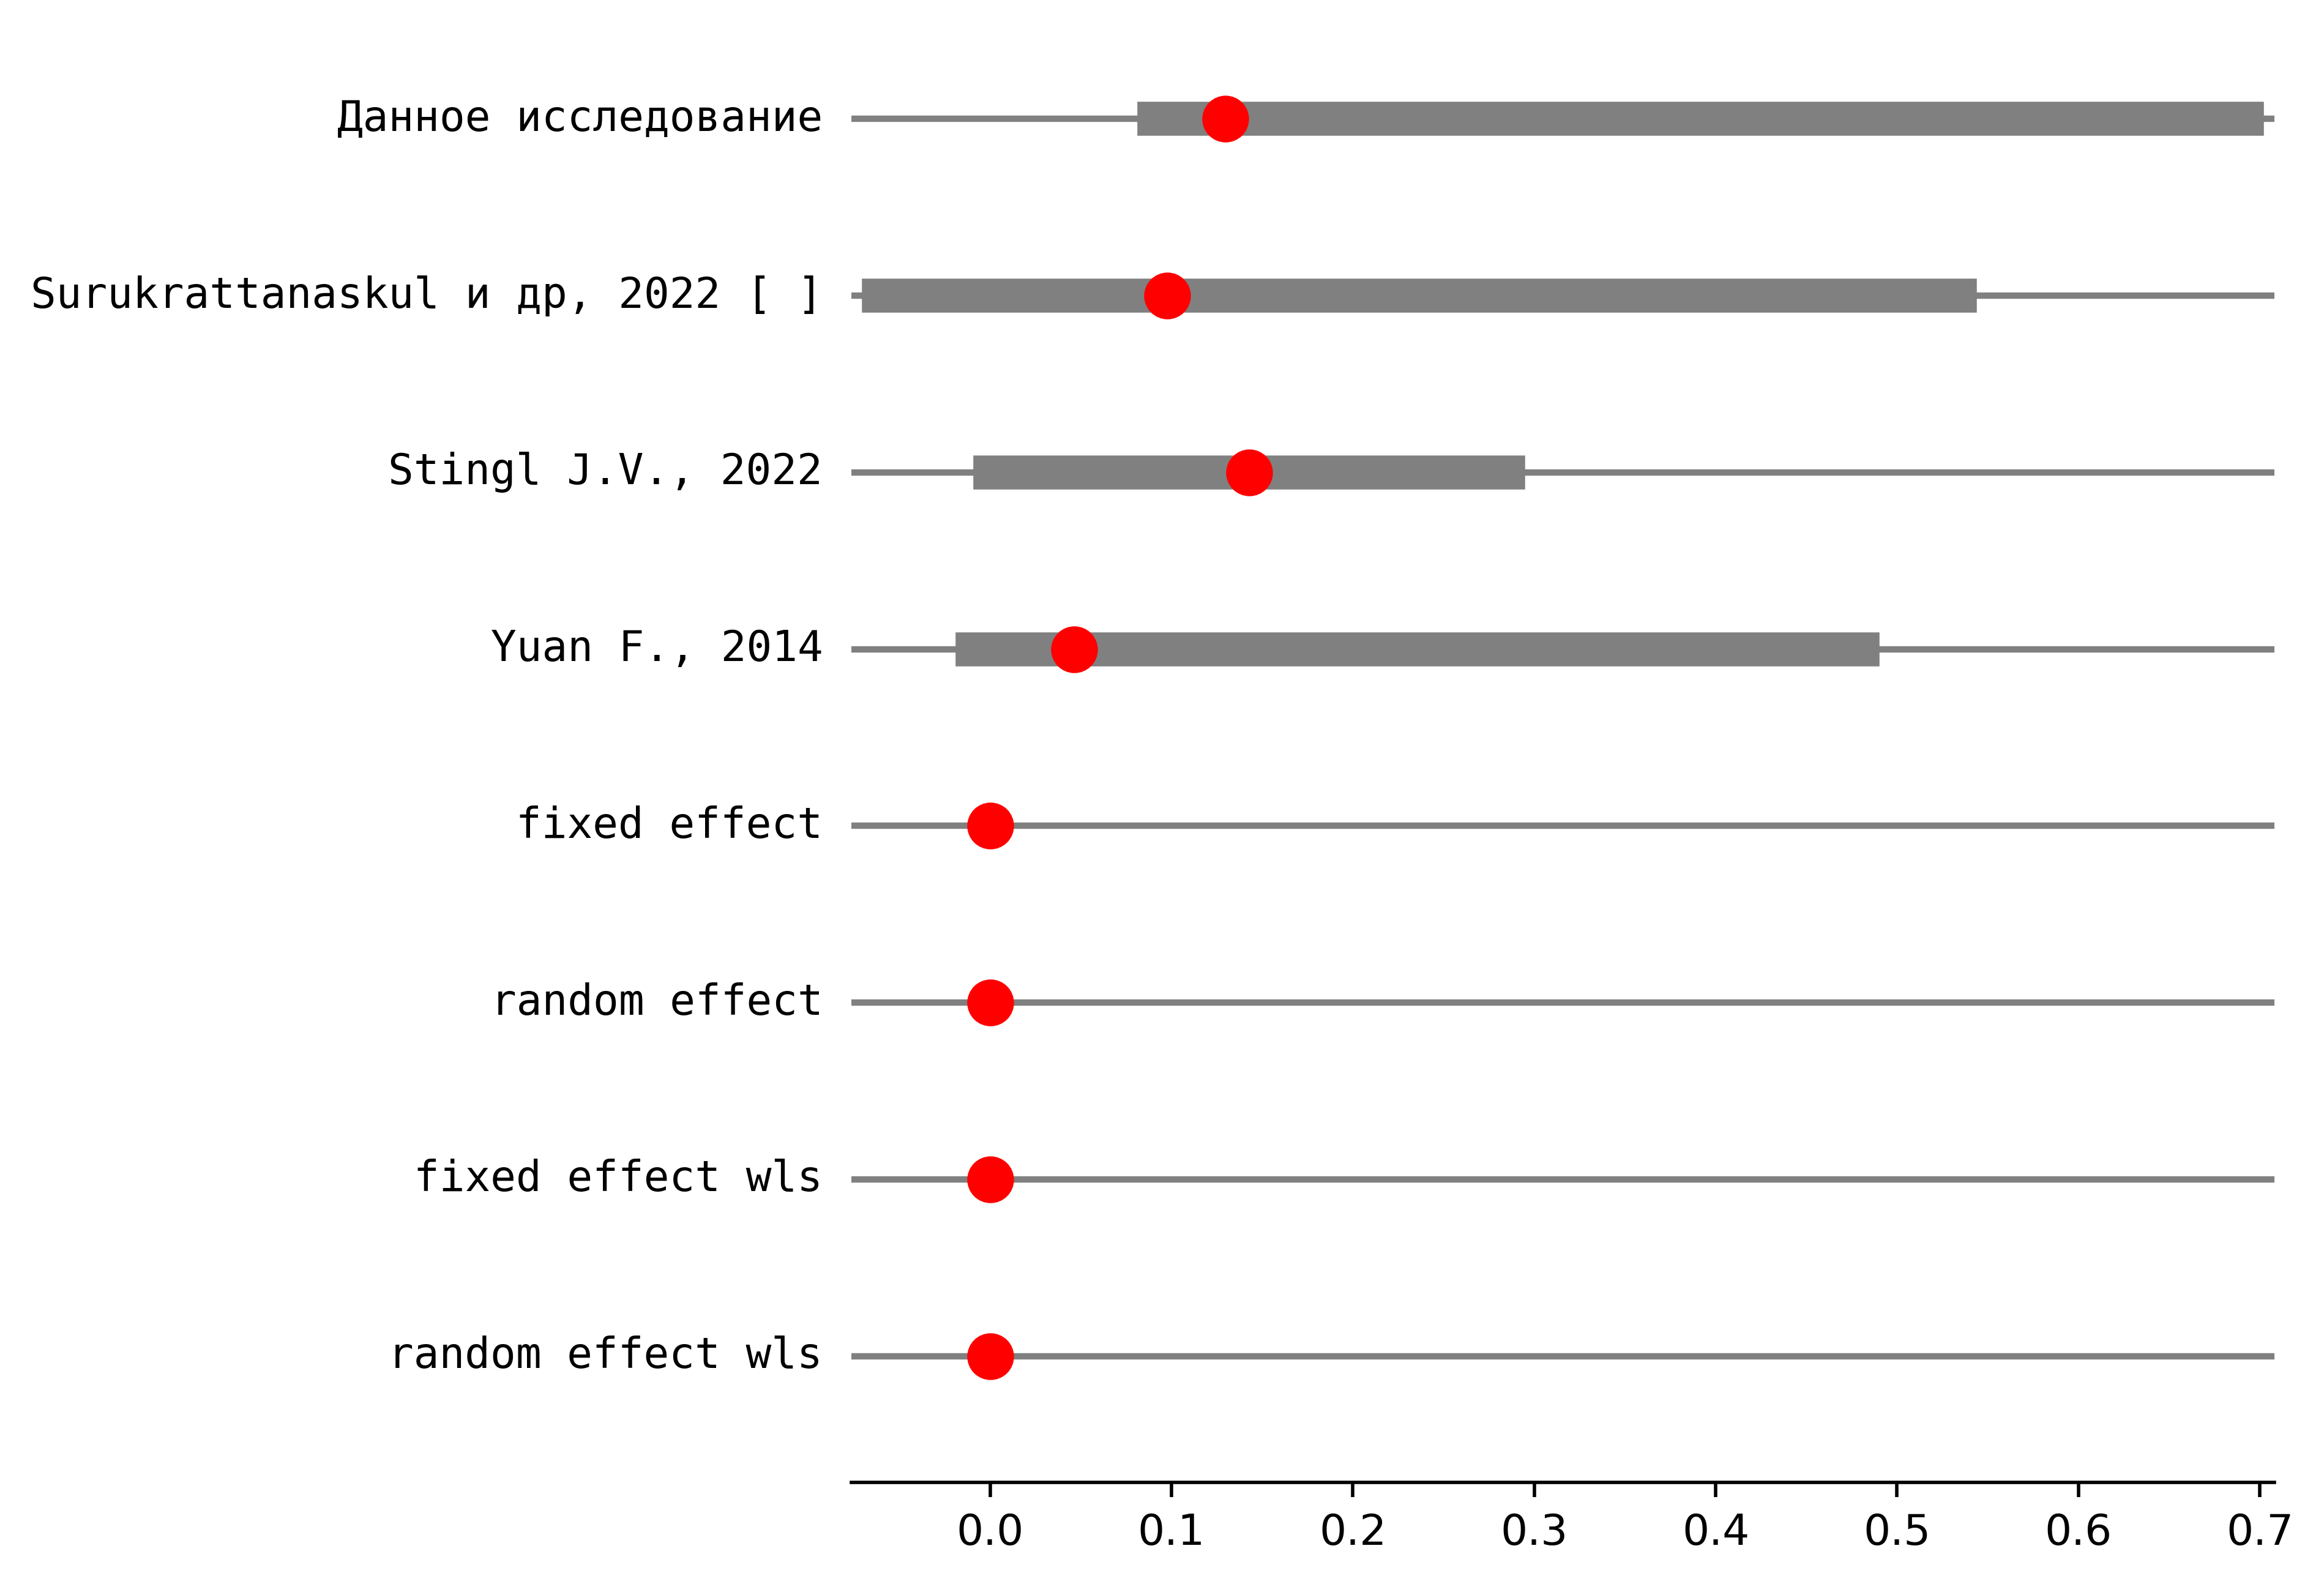 Данное исследование
Surukrattanaskul и др, 2022 [ ]
Stingl J.V., 2022
Yuan F., 2014
fixed effect
random effect
fixed effect wls
random effect wls
0.0 0.1 0.2 0.3 0.4 0.5 0.6 0.7